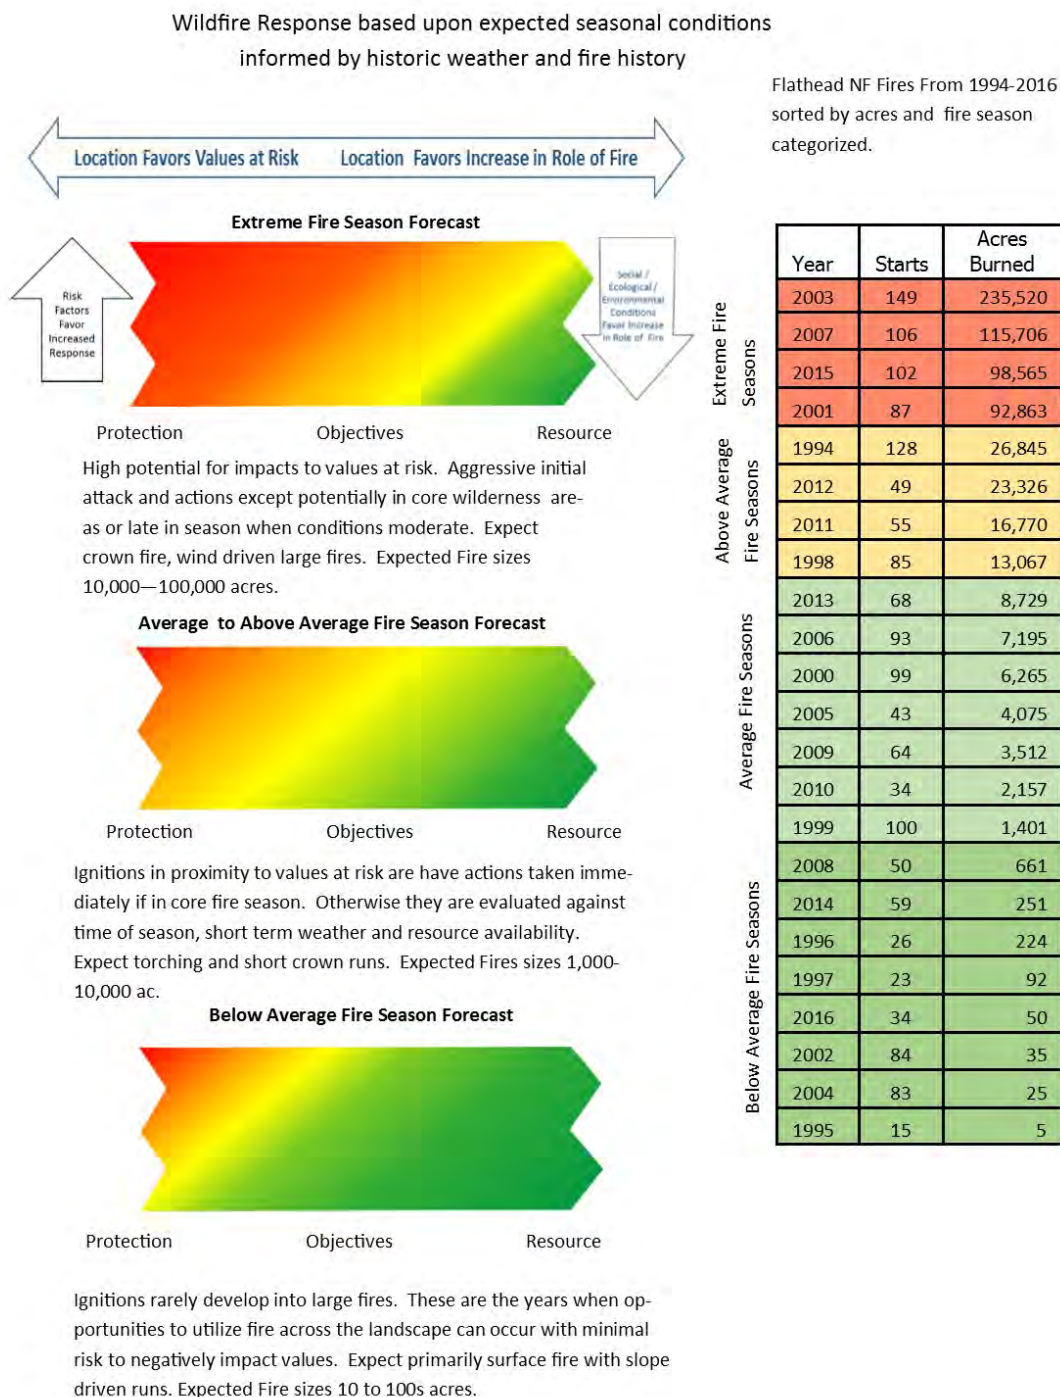 Wildfire Response based upon expected seasonal conditions
informed by historic weather and fire history
Flathead NF Fires From 1994-2016
sorted by acres and fire season
categorized.
Location Favors Values at Risk Location Favors Increase in Role of Fire
Extreme Fire Season Forecast
Risk
Factors
Favor
Increased
Response
Social /
Ecological /
Environmental
Conditions
Favor Increase
in Role of Fire
Protection Objectives Resource
High potential for impacts to values at risk. Aggressive initial
attack and actions except potentially in core wilderness are-
as or late in season when conditions moderate. Expect
crown fire, wind driven large fires. Expected Fire sizes
10,000—100,000 acres.
Average to Above Average Fire Season Forecast
Protection Objectives Resource
Ignitions in proximity to values at risk are have actions taken imme-
diately if in core fire season. Otherwise they are evaluated against
time of season, short term weather and resource availability.
Expect torching and short crown runs. Expected Fires sizes 1,000-
10,000 ac.
Below Average Fire Season Forecast
Protection Objectives Resource
Ignitions rarely develop into large fires. These are the years when op-
portunities to utilize fire across the landscape can occur with minimal
risk to negatively impact values. Expect primarily surface fire with slope
driven runs. Expected Fire sizes 10 to 100s acres.
Extreme Fire
Seasons
Above Average
Fire Seasons
Average Fire Seasons
Below Average Fire Seasons
Year Starts Acres Burned
2003 149 235,520
2007 106 115,706
2015 102 98,565
2001 87 92,863
1994 128 26,845
2012 49 23,326
2011 55 16,770
1998 85 13,067
2013 68 8,729
2006 93 7,195
2000 99 6,265
2005 43 4,075
2009 64 3,512
2010 34 2,157
1999 100 1,401
2008 50 661
2014 59 251
1996 26 224
1997 23 92
2016 34 50
2002 84 35
2004 83 25
1995 15 5